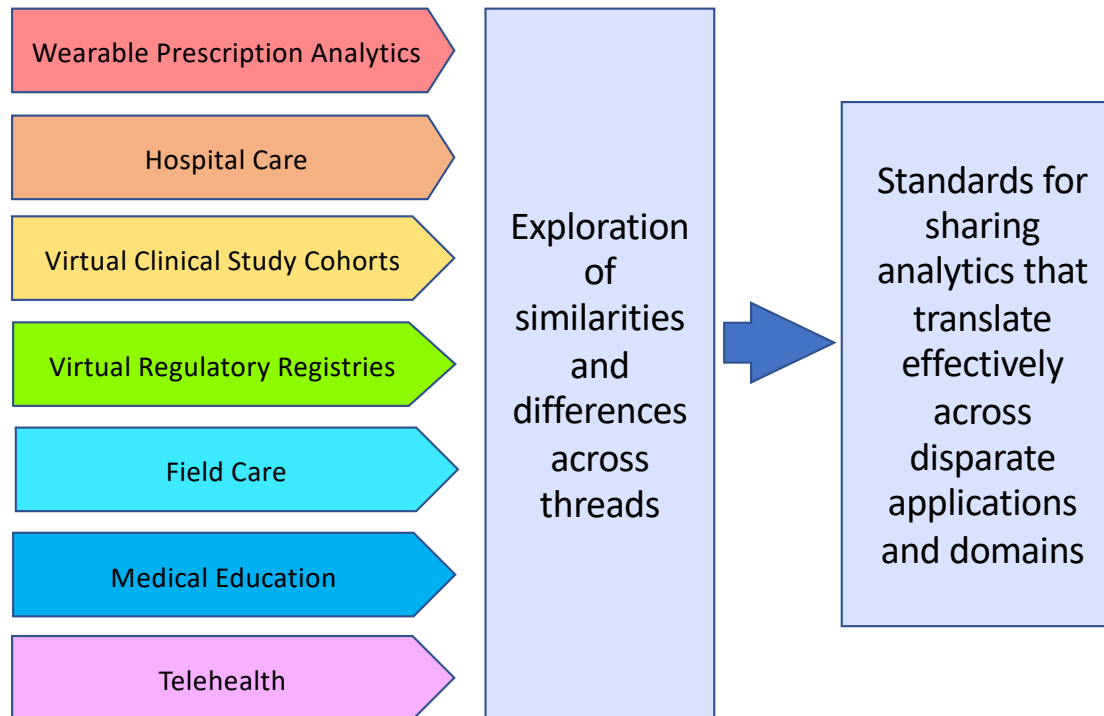 Wearable Prescription Analytics
Hospital Care
Virtual Clinical Study Cohorts
Virtual Regulatory Registries
Field Care
Medical Education
Telehealth
Exploration
of
similarities
and
differences
across
threads
Standards for
sharing
analytics that
translate
effectively
across
disparate
applications
and domains